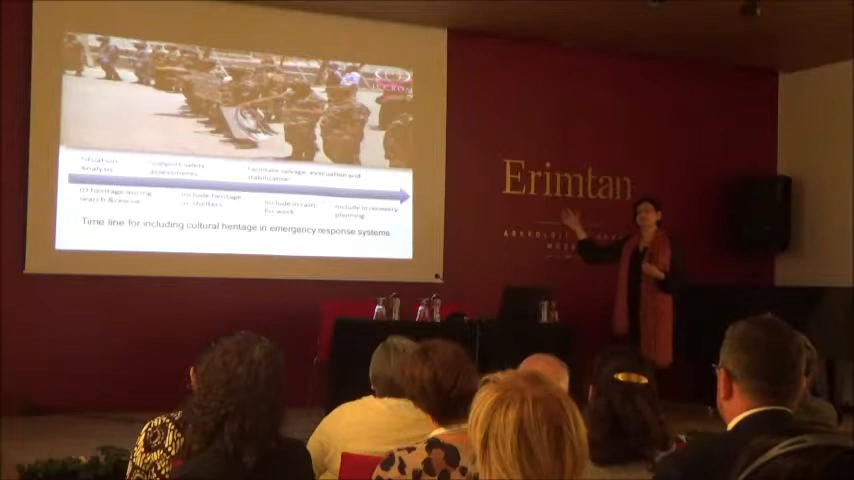 ICCROM
Situation
analysis
Support safety
assessments
Facilitate salvage, evacuation and
stabilisation
ID heritage during
search & rescue
Include heritage
in shelters
Include in cash
for work
Include in recovery
planning
Time line for including cultural heritage in emergency response systems
Erimtan